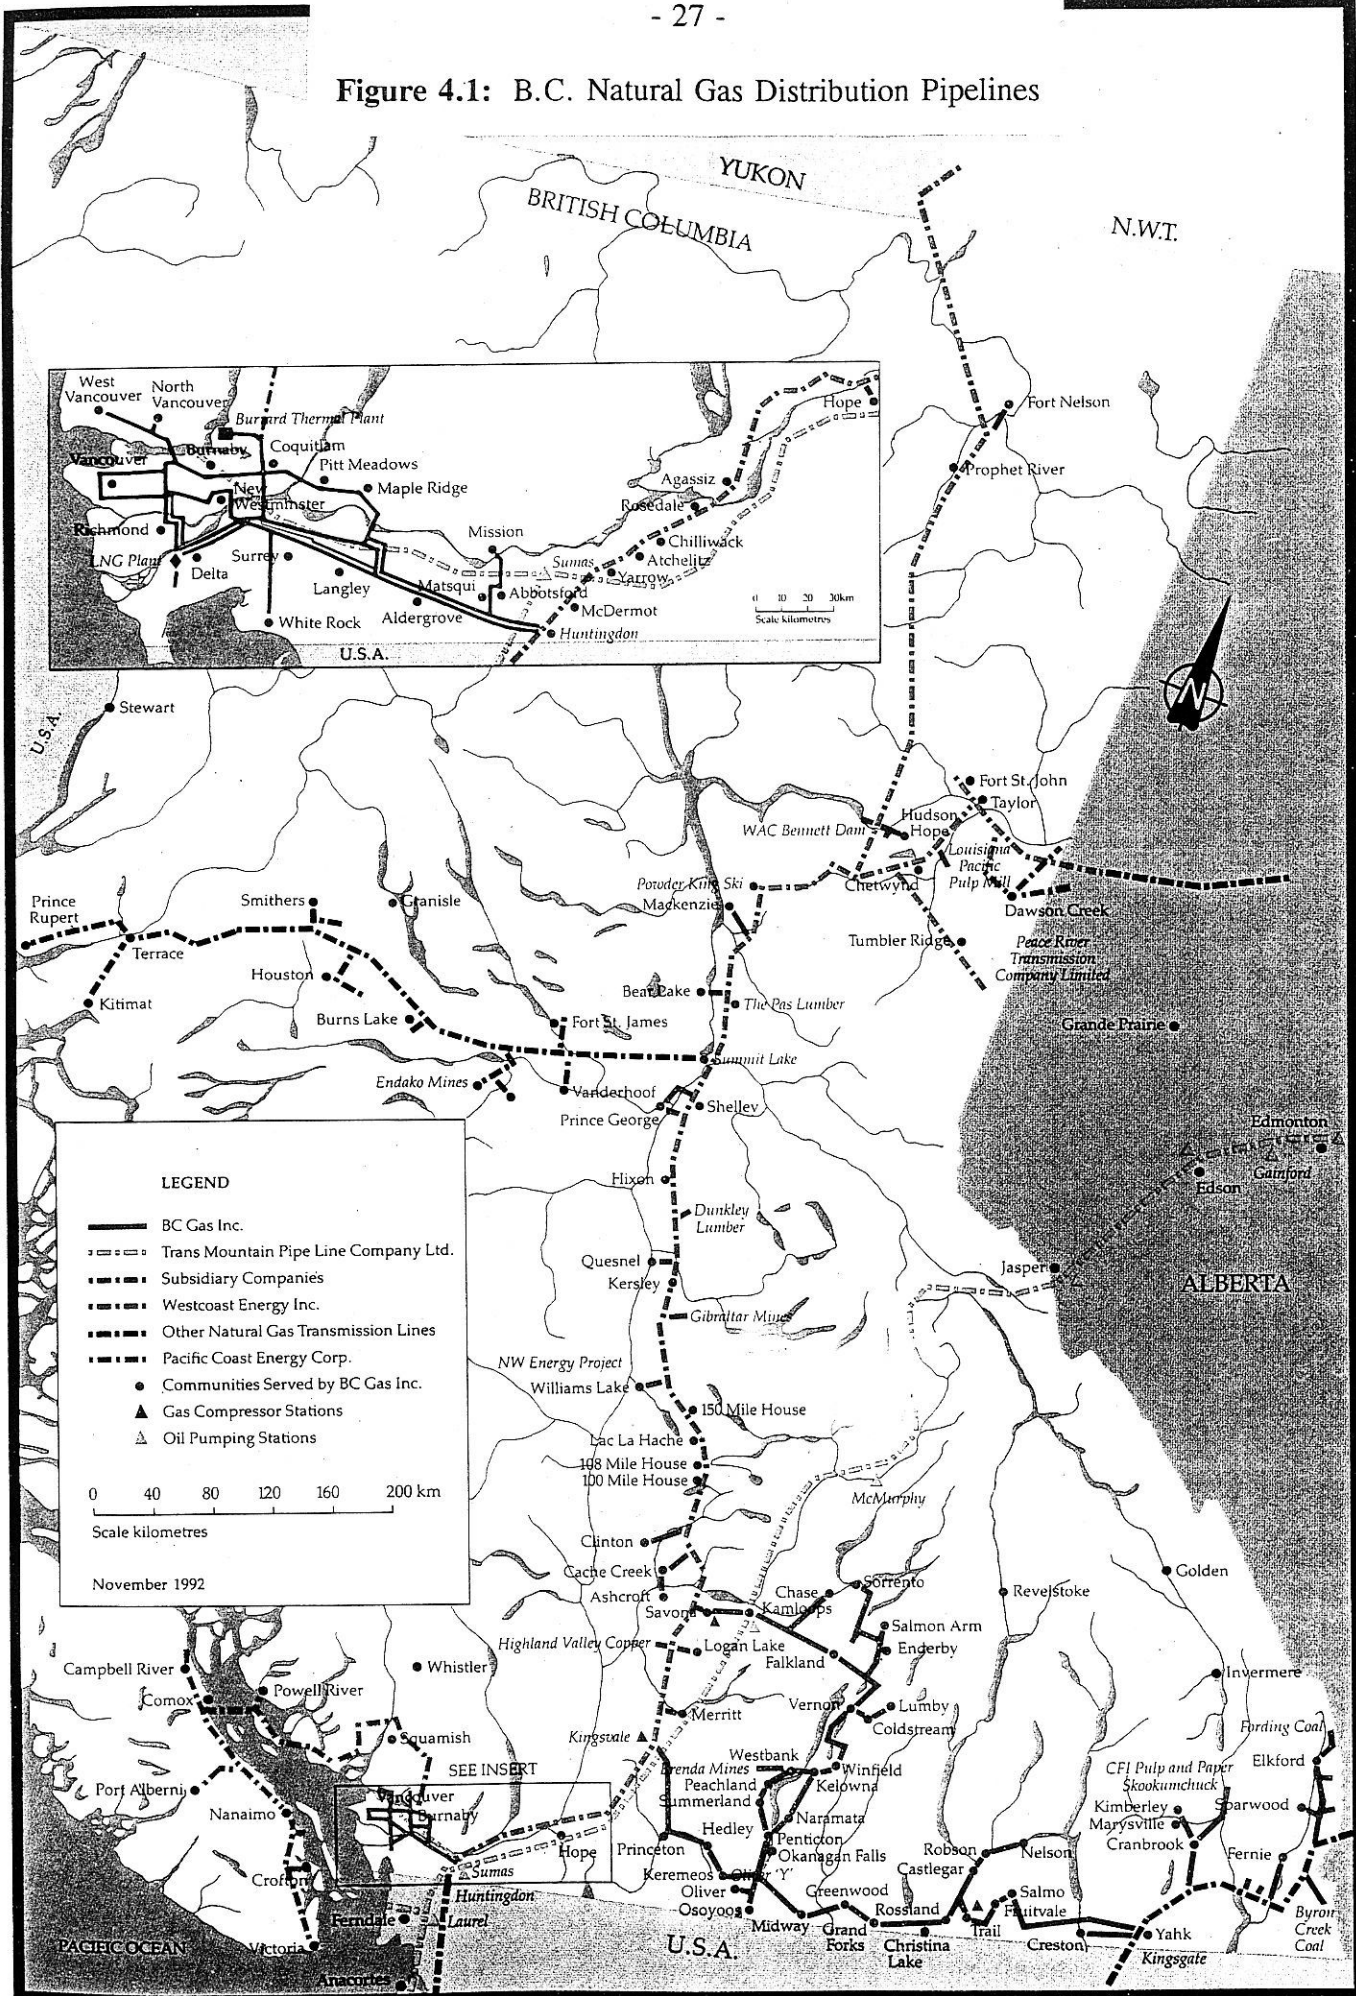 - 27 -
Figure 4.1: B.C. Natural Gas Distribution Pipelines
YUKON
BRITISH COLUMBIA
N.W.T.
West
Vancouver
North
Vancouver
Burrard Thermal Plant
Hope
Burnaby
Coquitlam
Vancouver
Pitt Meadows
Maple Ridge
New
Westminster
Agassiz
Rosedale
Richmond
Mission
Chilliwack
LNG Plant
Delta
Surrey
Sumas
Atchelitz
Yarrow
Langley
Matsqui
Abbotsford
McDermot
White Rock
Aldergrove
Huntingdon
U.S.A.
0 10 20 30km
Scale kilometres
Fort Nelson
Prophet River
N
Stewart
U.S.A.
Fort St. John
Taylor
Hudson
Hope
WAC Bennett Dam
Louisiana
Pacific
Pulp Mill
Powder King Ski
Mackenzie
Chetwynd
Dawson Creek
Prince
Rupert
Smithers
Granisle
Terrace
Tumbler Ridge
Peace River
Transmission
Company Limited
Houston
Kitimat
Bear Lake
The Pas Lumber
Burns Lake
Fort St. James
Grande Prairie
Summit Lake
Endako Mines
Vanderhoof
Prince George
Shelley
Edmonton
Gainford
Edson
Hixon
Dunkley
Lumber
Quesnel
Kersley
Jasper
ALBERTA
Gibraltar Mines
LEGEND
BC Gas Inc.
Trans Mountain Pipe Line Company Ltd.
Subsidiary Companies
Westcoast Energy Inc.
Other Natural Gas Transmission Lines
Pacific Coast Energy Corp.
Communities Served by BC Gas Inc.
Gas Compressor Stations
Oil Pumping Stations
0 40 80 120 160 200 km
Scale kilometres
November 1992
NW Energy Project
Williams Lake
150 Mile House
Lac La Hache
108 Mile House
100 Mile House
McMurphy
Clinton
Cache Creek
Ashcroft
Chase
Sorrento
Revelstoke
Golden
Savona
Kamloops
Highland Valley Copper
Logan Lake
Salmon Arm
Enderby
Falkland
Campbell River
Whistler
Invermere
Comox
Powell River
Vernon
Lumby
Coldstream
Merritt
Kingsvale
Squamish
Fording Coal
Elkford
SEE INSERT
Westbank
Brenda Mines
Peachland
Winfield
Kelowna
CFI Pulp and Paper
Skookumchuck
Port Alberni
Vancouver
Burnaby
Summerland
Kimberley
Marysville
Sparwood
Nanaimo
Naramata
Hedley
Penticton
Okanagan Falls
Cranbrook
Hope
Princeton
Robson
Nelson
Fernie
Crofton
Sumas
Keremeos
Oliver 'Y'
Castlegar
Huntingdon
Oliver
Osoyoos
Greenwood
Rossland
Salmo
Fruitvale
Ferndale
Laurel
Midway
Grand
Forks
Trail
Byron
Creek
Coal
PACIFIC OCEAN
Victoria
U.S.A.
Christina
Lake
Creston
Yahk
Kingsgate
Anacortes